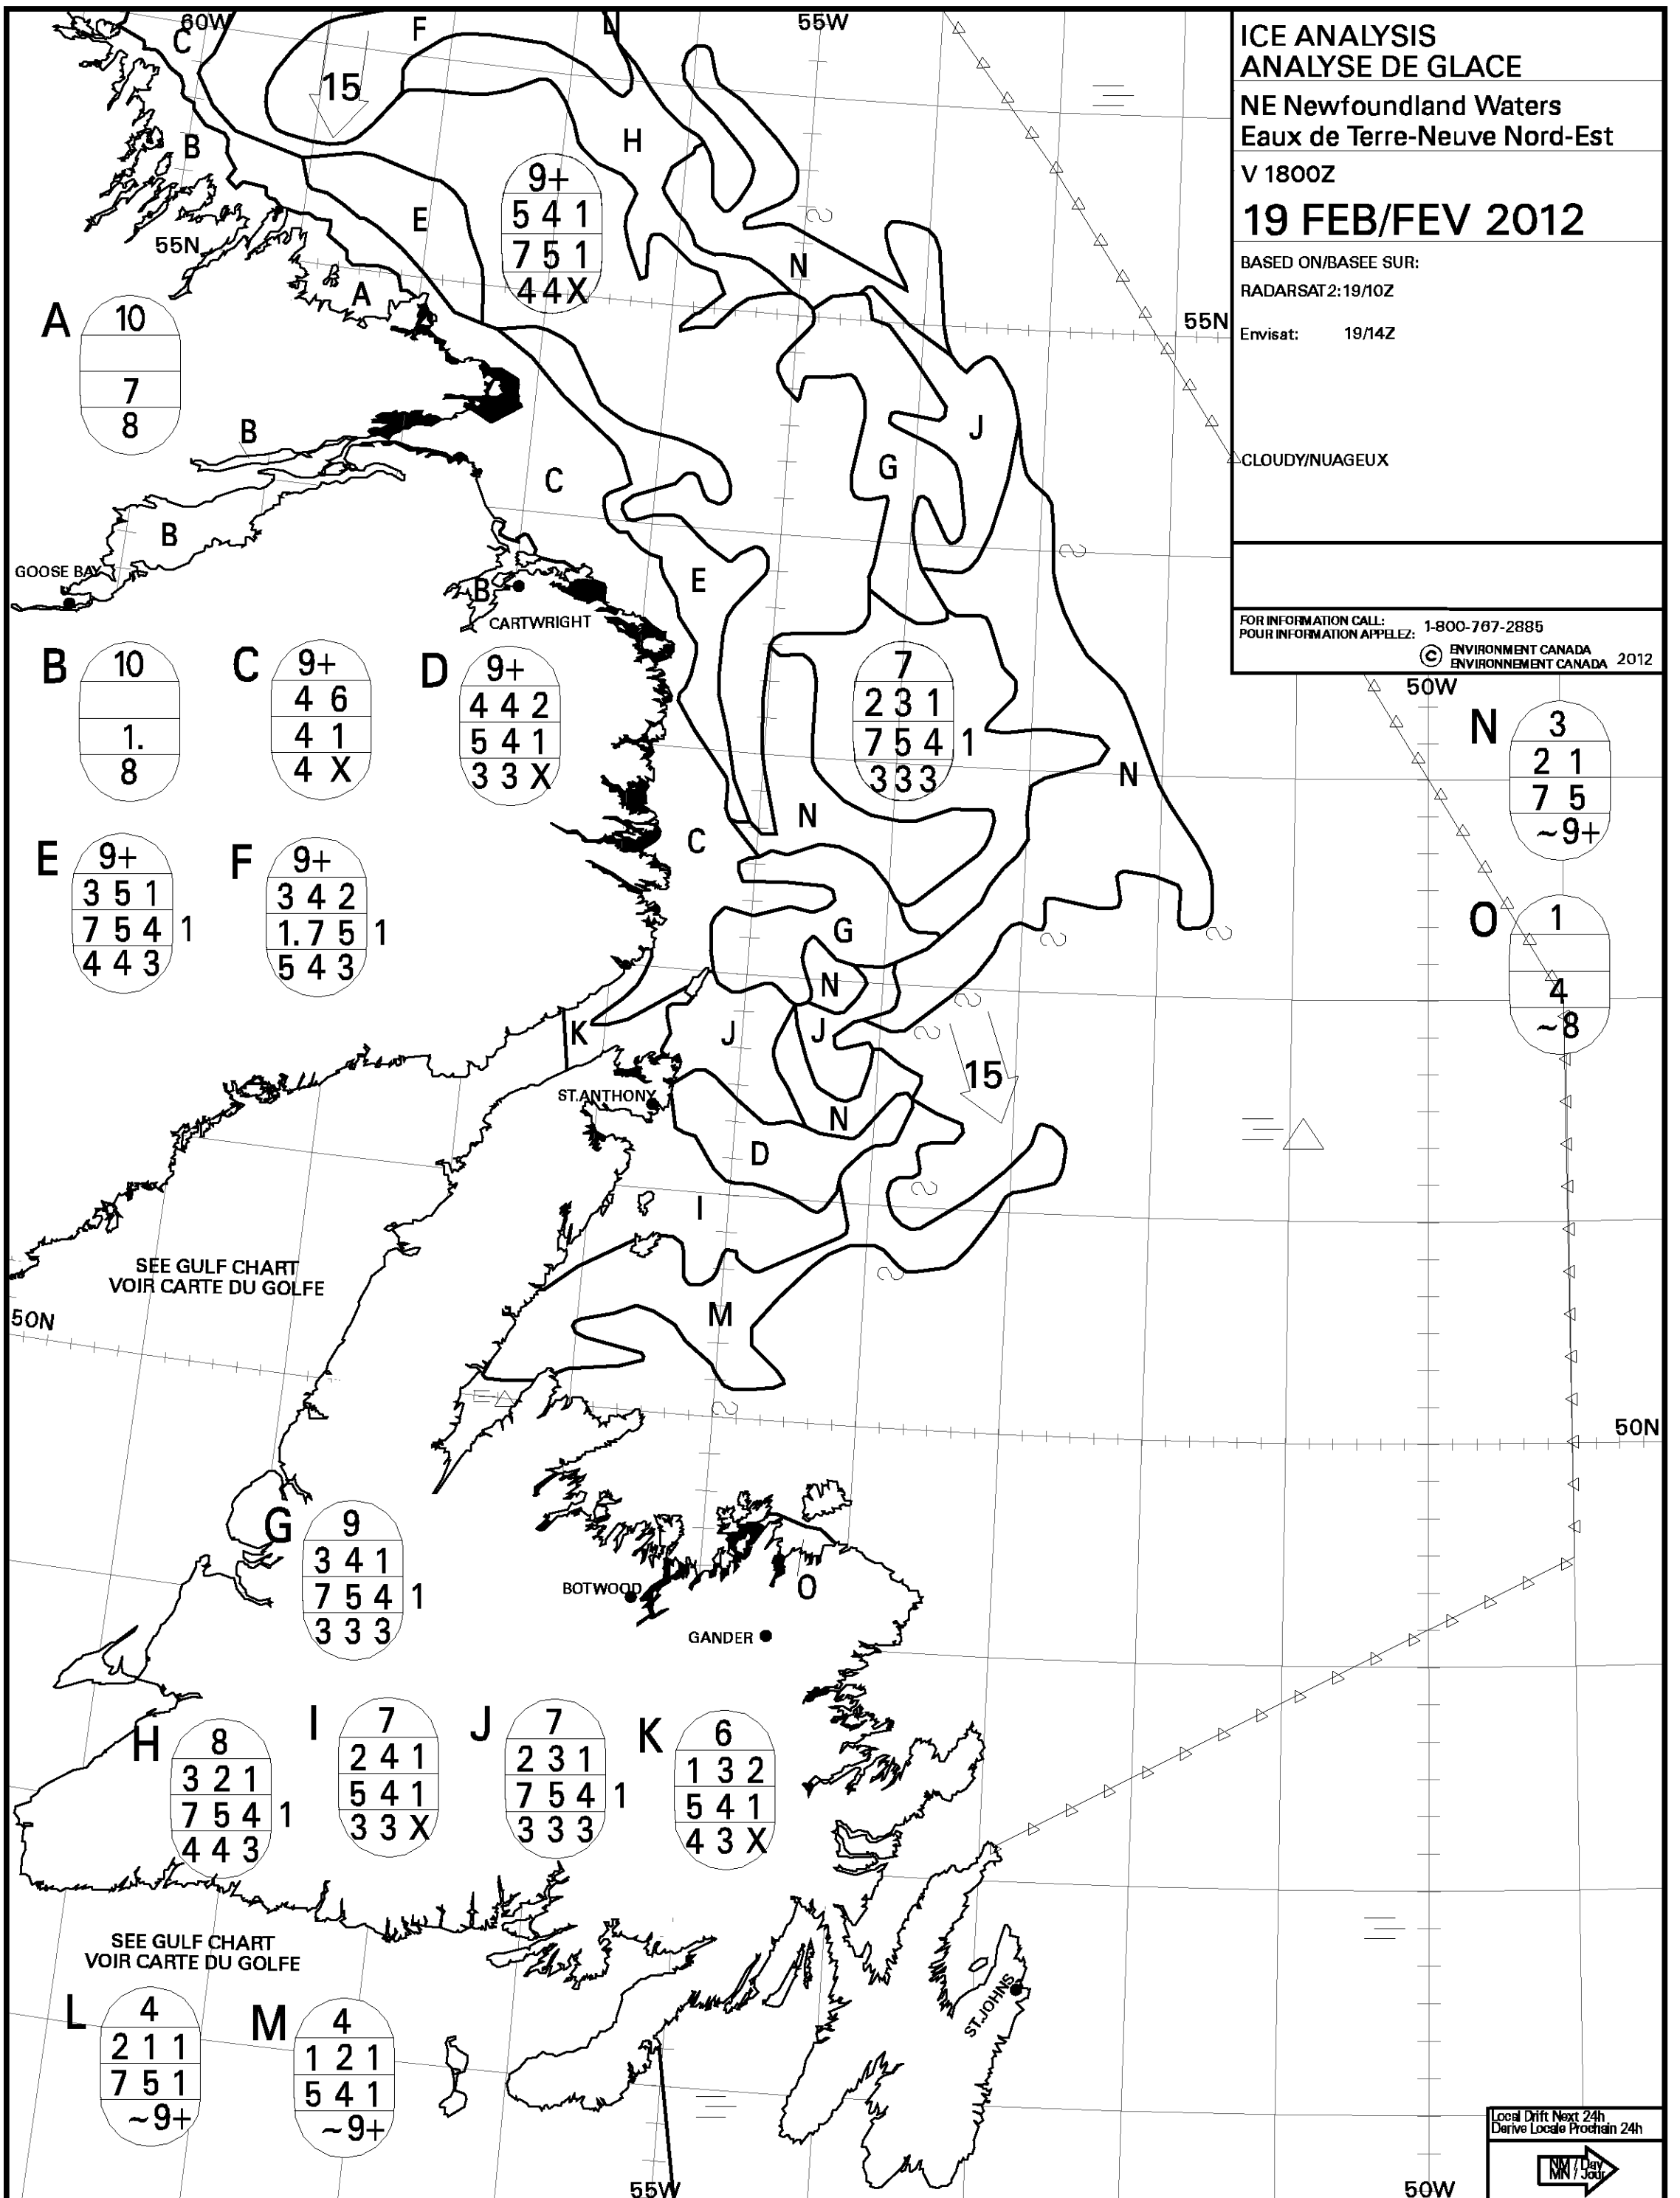 60W
55W
ICE ANALYSIS
ANALYSE DE GLACE
NE Newfoundland Waters
Eaux de Terre-Neuve Nord-Est
V 1800Z
19 FEB/FEV 2012
BASED ON/BASEE SUR:
RADARSAT2:19/10Z
Envisat: 19/14Z
CLOUDY/NUAGEUX
FOR INFORMATION CALL:
POUR INFORMATION APPELEZ: 1-800-767-2885
© ENVIRONMENT CANADA
ENVIRONNEMENT CANADA 2012
C
F
L
15
H
B
E
9+
5 4 1
7 5 1
4 4 X
55N
N
B
A
55N
A
10
7
8
J
G
B
C
B
GOOSE BAY
E
B
CARTWRIGHT
B
10
1.
8
C
9+
4 6
4 1
4 X
D
9+
4 4 2
5 4 1
3 3 X
7
2 3 1
7 5 4 1
3 3 3
50W
N
3
2 1
7 5
~9+
N
N
C
E
9+
3 5 1
7 5 4 1
4 4 3
F
9+
3 4 2
1. 7 5 1
5 4 3
O
1
4
~8
G
N
K
J
J
15
ST.ANTHONY
N
D
I
SEE GULF CHART
VOIR CARTE DU GOLFE
50N
M
50N
G
9
3 4 1
7 5 4 1
3 3 3
BOTWOOD
O
GANDER
H
8
3 2 1
7 5 4 1
4 4 3
I
7
2 4 1
5 4 1
3 3 X
J
7
2 3 1
7 5 4 1
3 3 3
K
6
1 3 2
5 4 1
4 3 X
SEE GULF CHART
VOIR CARTE DU GOLFE
ST.JOHNS
L
4
2 1 1
7 5 1
~9+
M
4
1 2 1
5 4 1
~9+
Local Drift Next 24h
Derive Locale Prochain 24h
NM / Day
MN / Jour
55W
50W